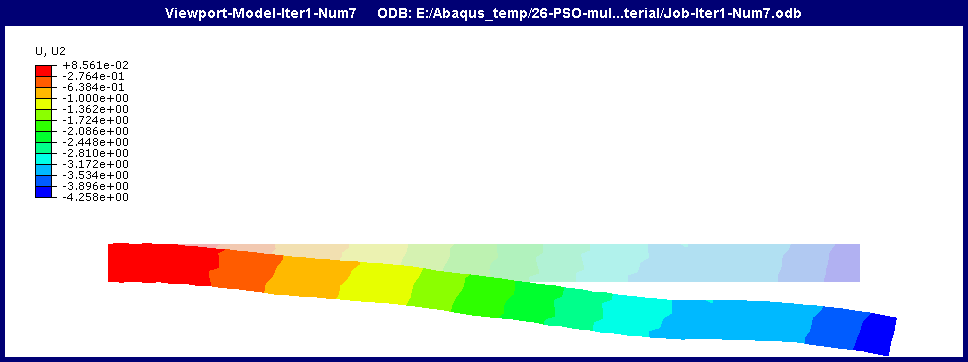 Viewport-Model-Iter1-Num7 ODB: E:/Abaqus_temp/26-PSO-mul...terial/Job-Iter1-Num7.odb
U, U2
+8.561e-02
-2.764e-01
-6.384e-01
-1.000e+00
-1.362e+00
-1.724e+00
-2.086e+00
-2.448e+00
-2.810e+00
-3.172e+00
-3.534e+00
-3.896e+00
-4.258e+00